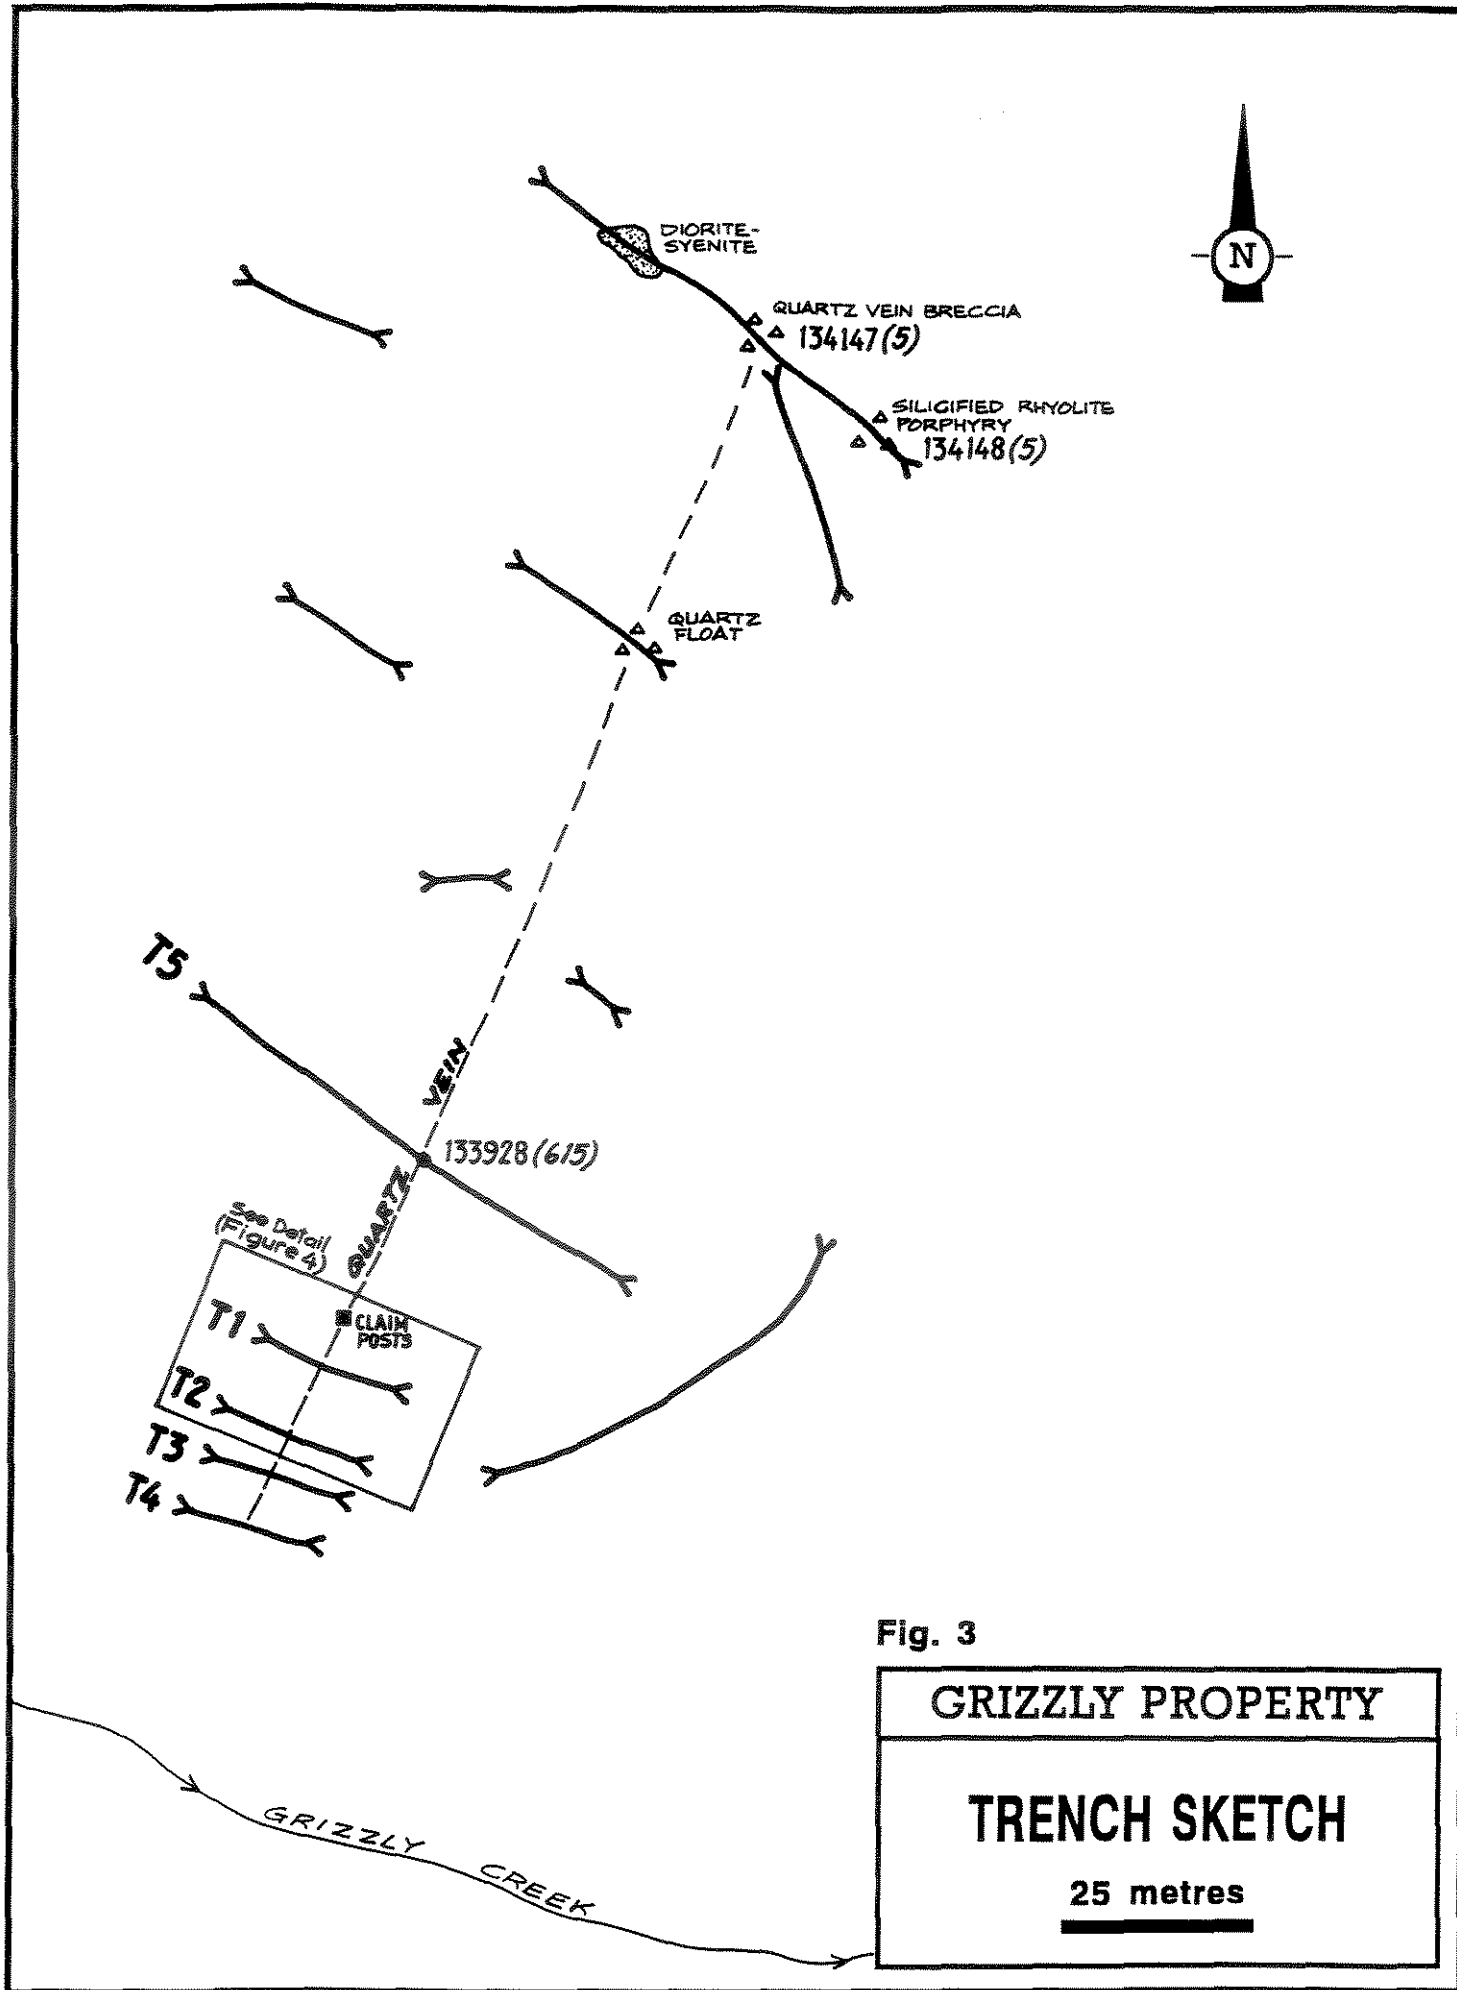 DIORITE-
SYENITE
N
QUARTZ VEIN BRECCIA
134147(5)
SILICIFIED RHYOLITE
PORPHYRY
134148(5)
QUARTZ
FLOAT
T5
VEIN
133928(615)
QUARTZ
See Detail
(Figure 4)
T1
CLAIM
POSTS
T2
T3
T4
Fig. 3
GRIZZLY PROPERTY
TRENCH SKETCH
25 metres
GRIZZLY CREEK